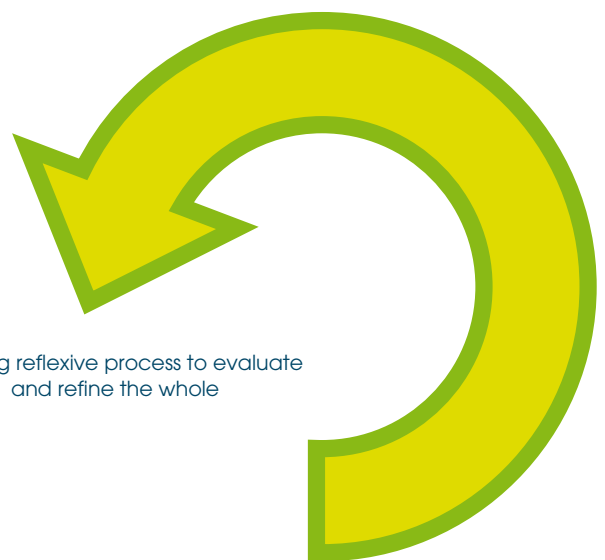 reflexive process to evaluate
and refine the whole